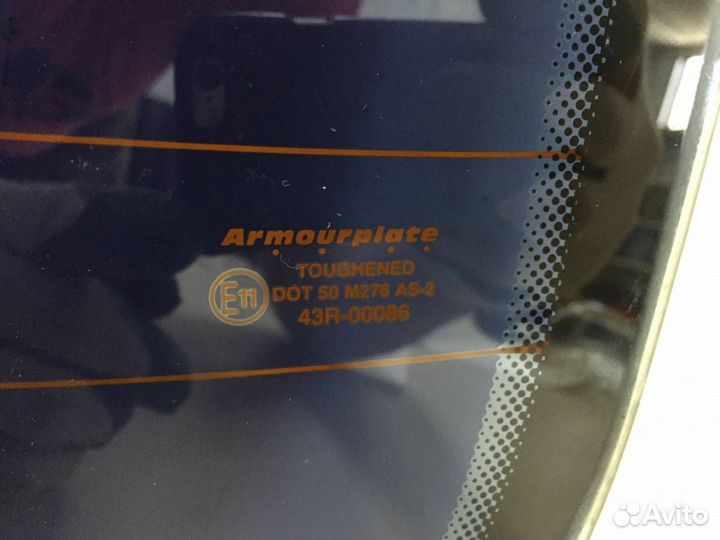 Armourplate
TOUGHENED
E11
DOT 50 M276 AS-2
43R-00086
Avito